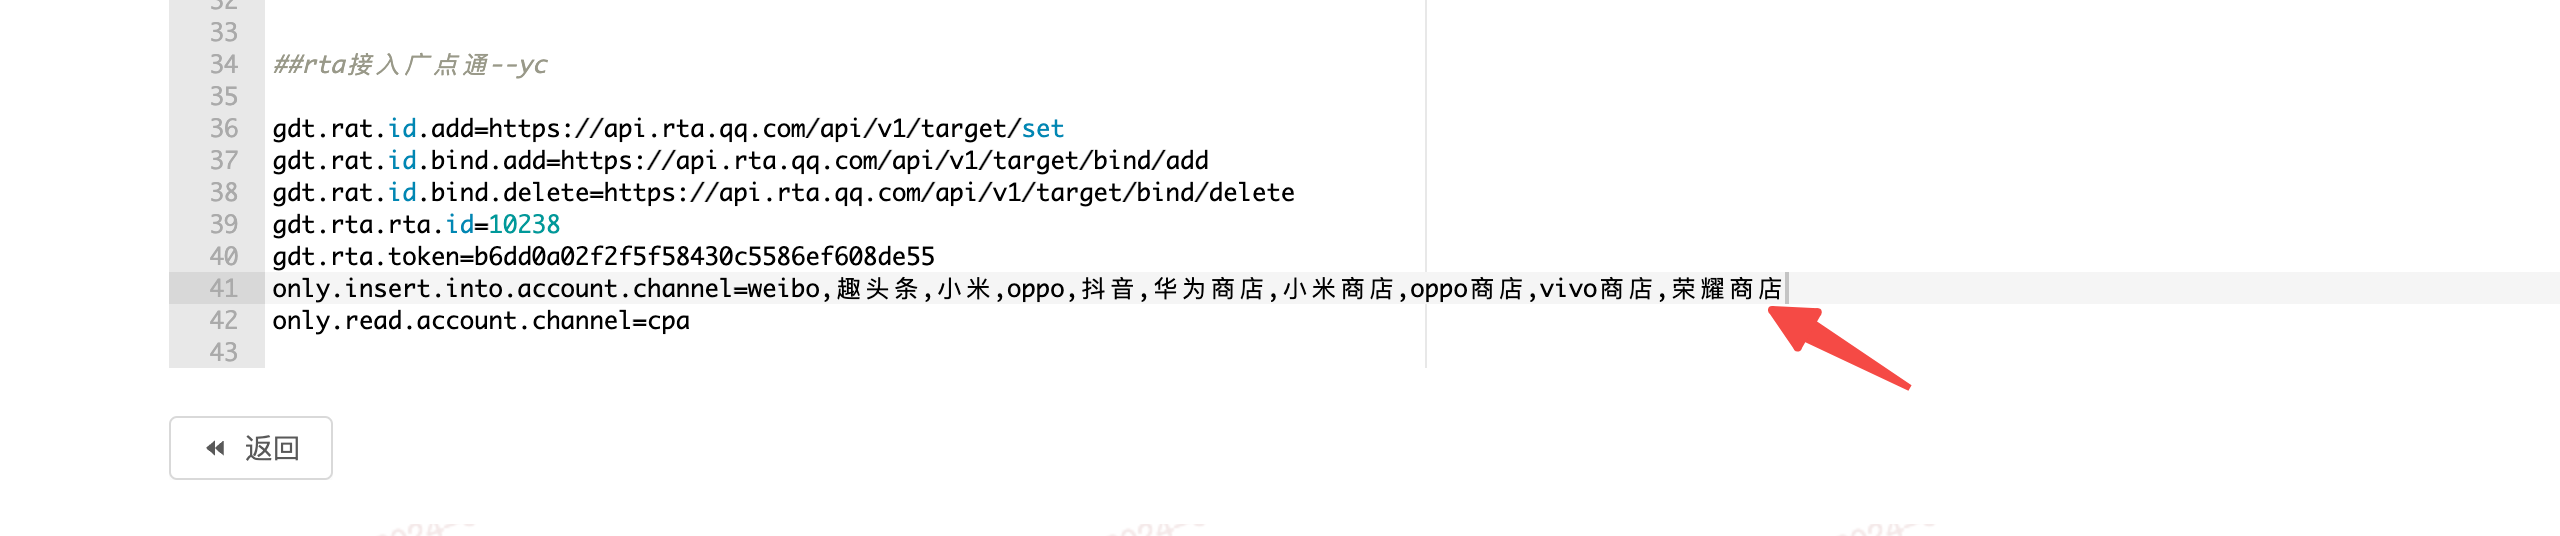 32
33
34 ##rta接入广点通--yc
35
36 gdt.rat.id.add=https://api.rta.qq.com/api/v1/target/set
37 gdt.rat.id.bind.add=https://api.rta.qq.com/api/v1/target/bind/add
38 gdt.rat.id.bind.delete=https://api.rta.qq.com/api/v1/target/bind/delete
39 gdt.rta.rta.id=10238
40 gdt.rta.token=b6dd0a02f2f5f58430c5586ef608de55
41 only.insert.into.account.channel=weibo,趣头条,小米,oppo,抖音,华为商店,小米商店,oppo商店,vivo商店,荣耀商店
42 only.read.account.channel=cpa
43
返回